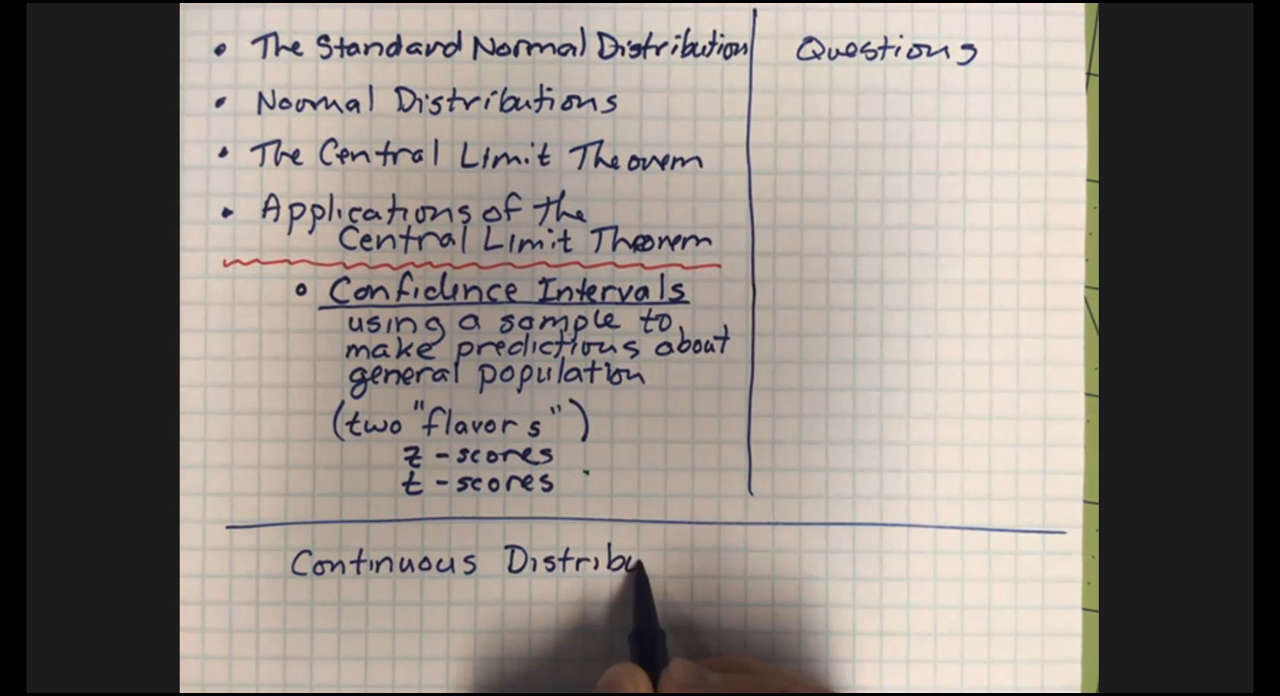 • The Standard Normal Distribution
Questions
• Normal Distributions
• The Central Limit Theorem
• Applications of the
Central Limit Theorem
• Confidence Intervals
using a sample to
make predictions about
general population
(two "flavors")
z - scores
t - scores
Continuous Distribu